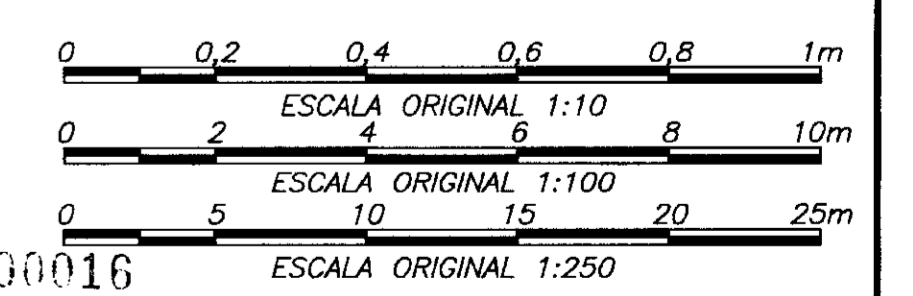 0 0,2 0,4 0,6 0,8 1m
ESCALA ORIGINAL 1:10
0 2 4 6 8 10m
ESCALA ORIGINAL 1:100
0 5 10 15 20 25m
00016 ESCALA ORIGINAL 1:250